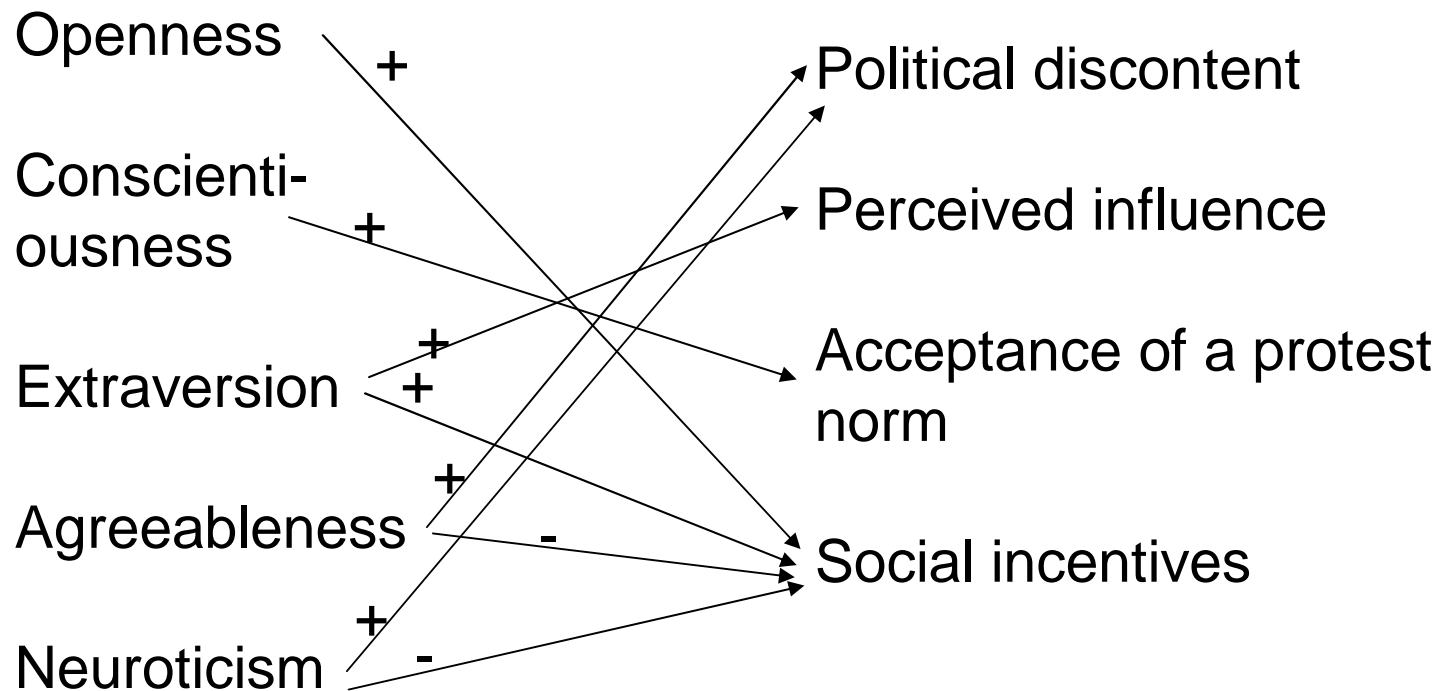 Openness
+
Political discontent
Conscienti-
ousness
+
Perceived influence
Extraversion
+
+
Acceptance of a protest
norm
Agreeableness
+
-
Social incentives
Neuroticism
+
-